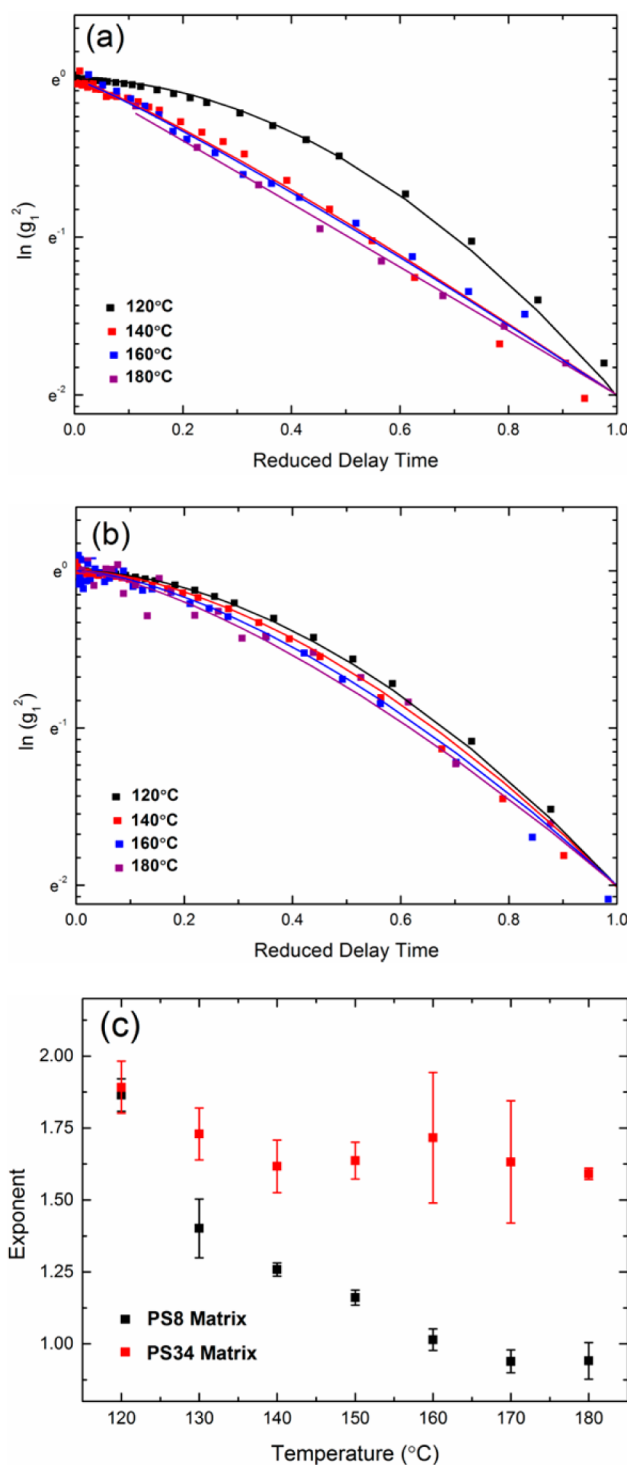 (a)
e⁰
e⁻¹
e⁻²
ln (g₁²)
120°C
140°C
160°C
180°C
0.0 0.2 0.4 0.6 0.8 1.0
Reduced Delay Time
(b)
e⁰
e⁻¹
e⁻²
ln (g₁²)
120°C
140°C
160°C
180°C
0.0 0.2 0.4 0.6 0.8 1.0
Reduced Delay Time
(c)
2.00
1.75
1.50
1.25
1.00
Exponent
PS8 Matrix
PS34 Matrix
120 130 140 150 160 170 180
Temperature (°C)